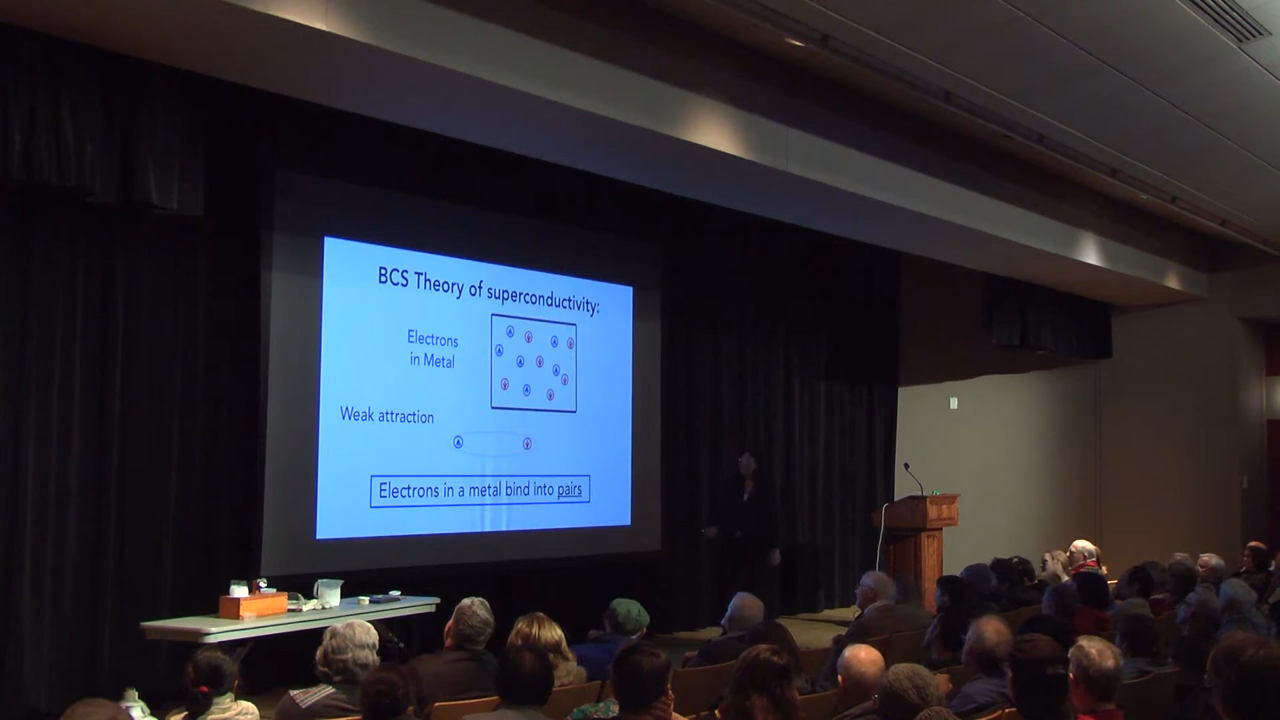 BCS Theory of superconductivity:
Electrons
in Metal
Weak attraction
Electrons in a metal bind into pairs